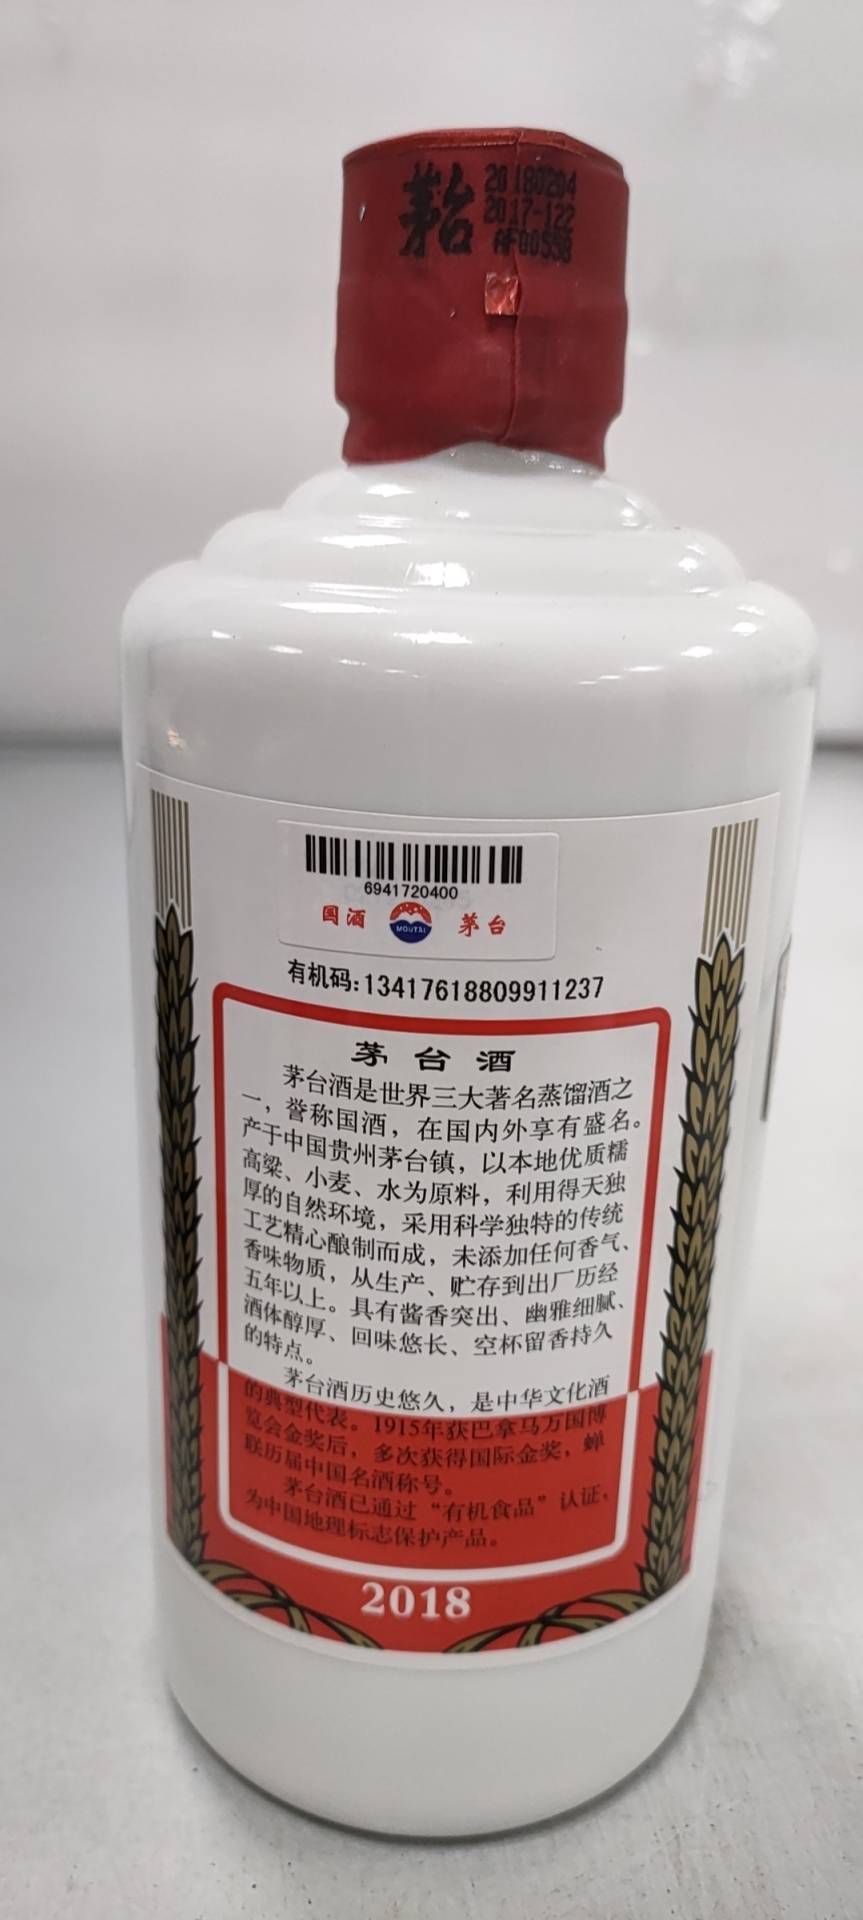 茅台
20180204
2017-122
AF00558
6941720400
国酒 MOUTAI 茅台
有机码:13417618809911237
茅台酒
茅台酒是世界三大著名蒸馏酒之
一，誉称国酒，在国内外享有盛名。
产于中国贵州茅台镇，以本地优质糯
高粱、小麦、水为原料，利用得天独
厚的自然环境，采用科学独特的传统
工艺精心酿制而成，未添加任何香气、
香味物质，从生产、贮存到出厂历经
五年以上。具有酱香突出、幽雅细腻、
酒体醇厚、回味悠长、空杯留香持久
的特点。
茅台酒历史悠久，是中华文化酒
的典型代表。1915年获巴拿马万国博
览会金奖后，多次获得国际金奖，蝉
联历届中国名酒称号。
茅台酒已通过“有机食品”认证，
为中国地理标志保护产品。
2018